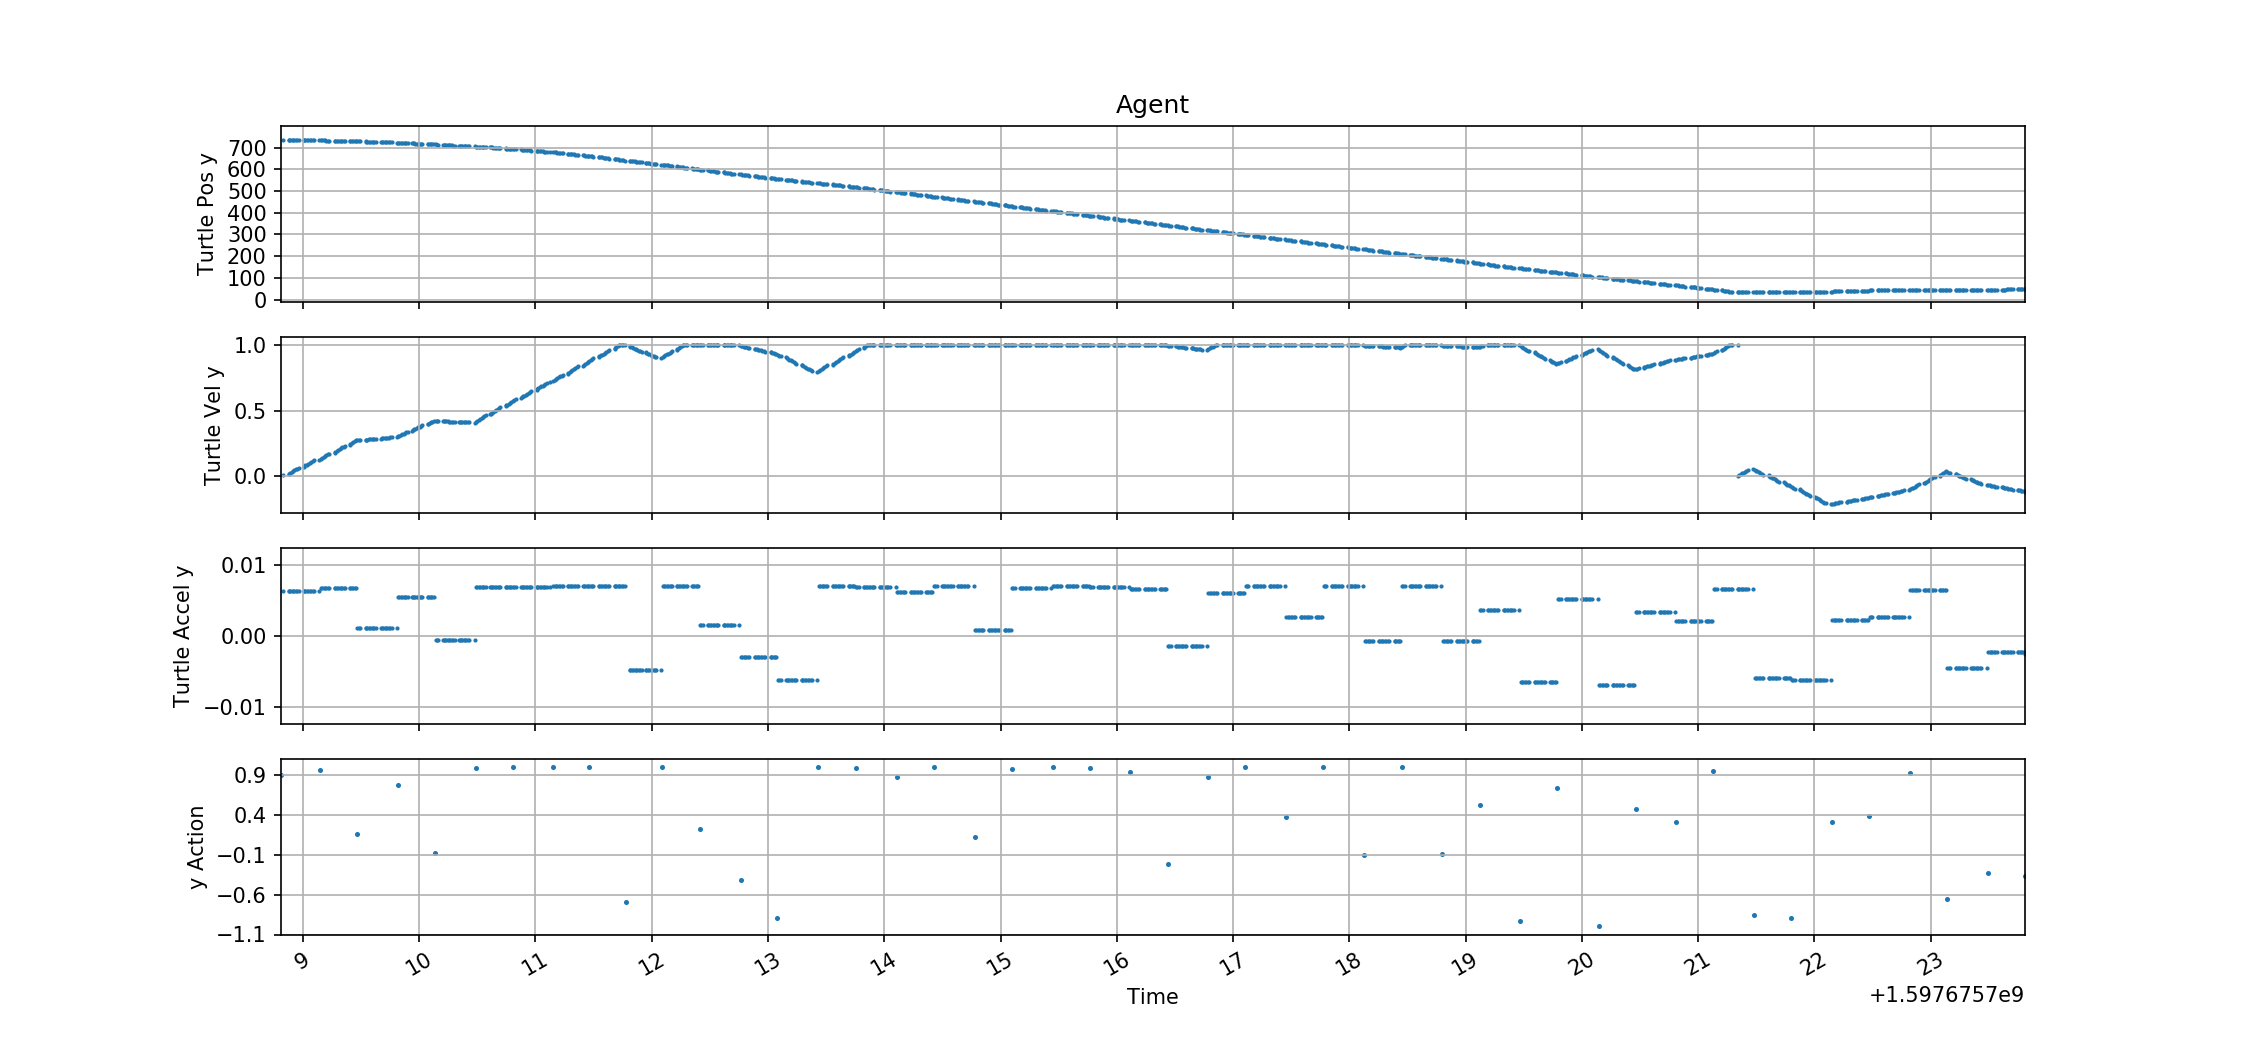 Agent
Turtle Pos y
700
600
500
400
300
200
100
0
Turtle Vel y
1.0
0.5
0.0
Turtle Accel y
0.01
0.00
−0.01
y Action
0.9
0.4
−0.1
−0.6
−1.1
9 10 11 12 13 14 15 16 17 18 19 20 21 22 23
Time
+1.5976757e9